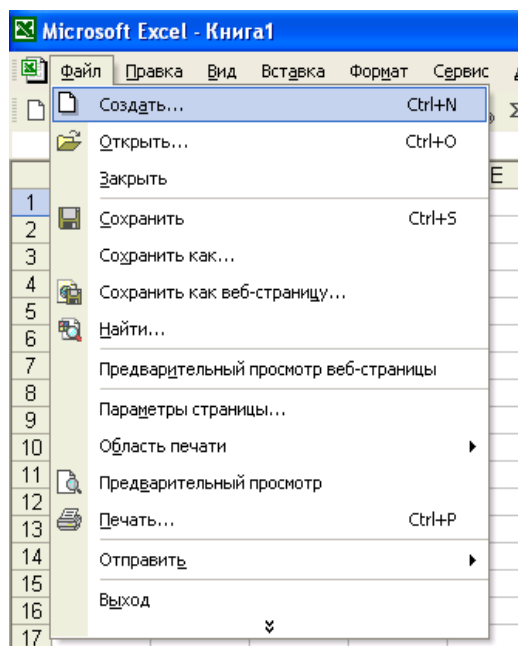 Microsoft Excel - Книга1
Файл Правка Вид Вставка Формат Сервис
Создать... Ctrl+N
Открыть... Ctrl+O
Закрыть
E
1
Сохранить Ctrl+S
2
Сохранить как...
3
4
Сохранить как веб-страницу...
5
Найти...
6
7
Предварительный просмотр веб-страницы
8
Параметры страницы...
9
Область печати
10
11
Предварительный просмотр
12
Печать... Ctrl+P
13
14
Отправить
15
Выход
16
17